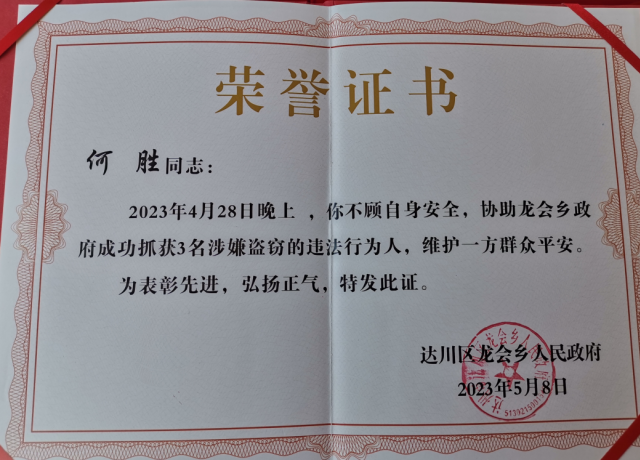 荣誉证书
何胜同志：
2023年4月28日晚上，你不顾自身安全，协助龙会乡政
府成功抓获3名涉嫌盗窃的违法行为人，维护一方群众平安。
为表彰先进，弘扬正气，特发此证。
达川区龙会乡人民政府
2023年5月8日